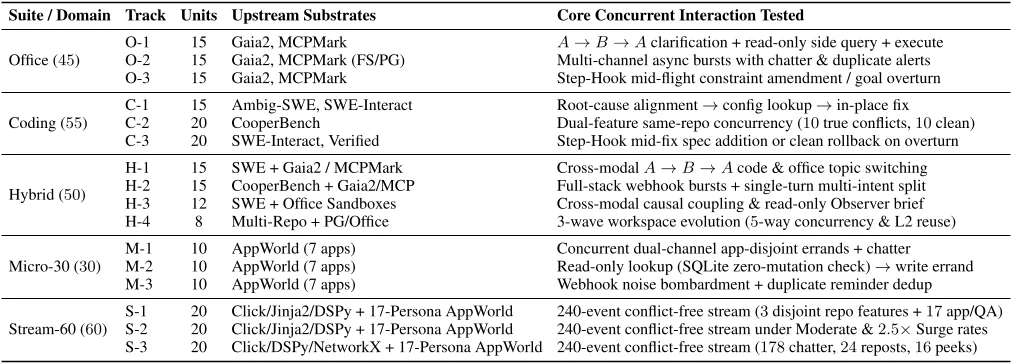 Suite / Domain Track Units Upstream Substrates Core Concurrent Interaction Tested
Office (45)
O-1 15 Gaia2, MCPMark A → B → A clarification + read-only side query + execute
O-2 15 Gaia2, MCPMark (FS/PG) Multi-channel async bursts with chatter & duplicate alerts
O-3 15 Gaia2, MCPMark Step-Hook mid-flight constraint amendment / goal overturn
Coding (55)
C-1 15 Ambig-SWE, SWE-Interact Root-cause alignment → config lookup → in-place fix
C-2 20 CooperBench Dual-feature same-repo concurrency (10 true conflicts, 10 clean)
C-3 20 SWE-Interact, Verified Step-Hook mid-fix spec addition or clean rollback on overturn
Hybrid (50)
H-1 15 SWE + Gaia2 / MCPMark Cross-modal A → B → A code & office topic switching
H-2 15 CooperBench + Gaia2/MCP Full-stack webhook bursts + single-turn multi-intent split
H-3 12 SWE + Office Sandboxes Cross-modal causal coupling & read-only Observer brief
H-4 8 Multi-Repo + PG/Office 3-wave workspace evolution (5-way concurrency & L2 reuse)
Micro-30 (30)
M-1 10 AppWorld (7 apps) Concurrent dual-channel app-disjoint errands + chatter
M-2 10 AppWorld (7 apps) Read-only lookup (SQLite zero-mutation check) → write errand
M-3 10 AppWorld (7 apps) Webhook noise bombardment + duplicate reminder dedup
Stream-60 (60)
S-1 20 Click/Jinja2/DSPy + 17-Persona AppWorld 240-event conflict-free stream (3 disjoint repo features + 17 app/QA)
S-2 20 Click/Jinja2/DSPy + 17-Persona AppWorld 240-event conflict-free stream under Moderate & 2.5× Surge rates
S-3 20 Click/DSPy/NetworkX + 17-Persona AppWorld 240-event conflict-free stream (178 chatter, 24 reposts, 16 peeks)